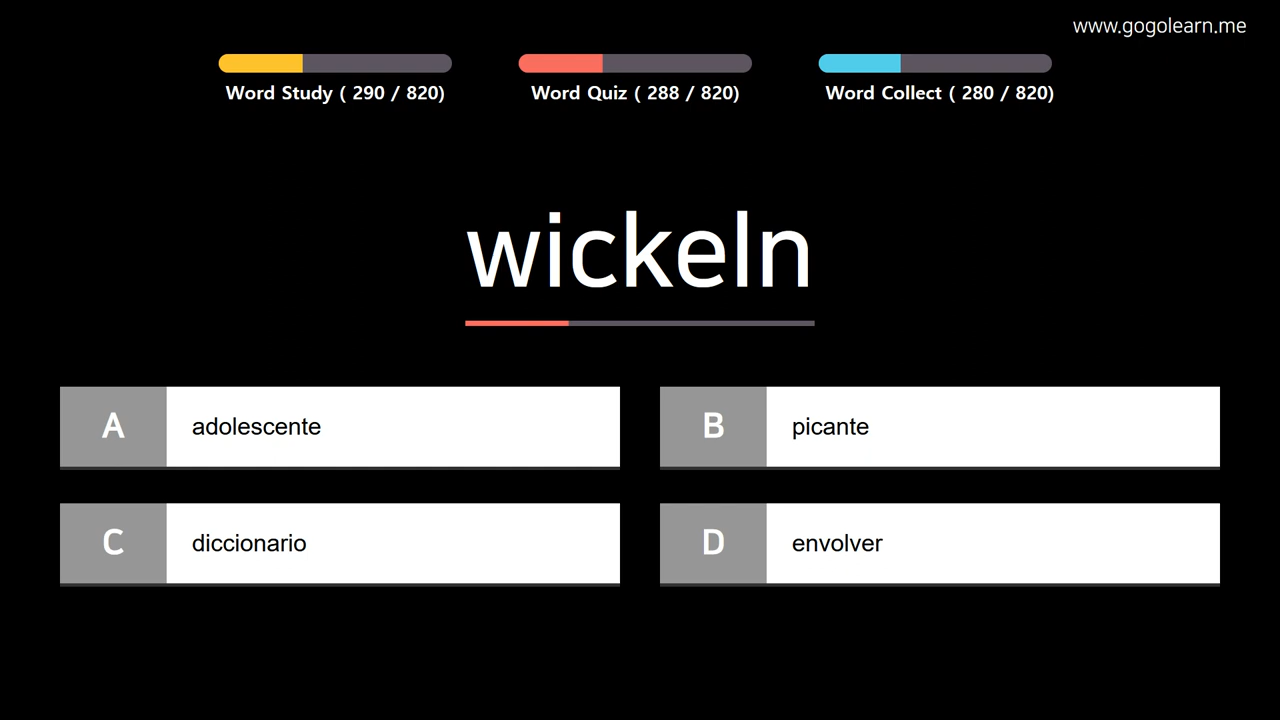 www.gogolearn.me
Word Study ( 290 / 820)
Word Quiz ( 288 / 820)
Word Collect ( 280 / 820)
wickeln
A adolescente
B picante
C diccionario
D envolver